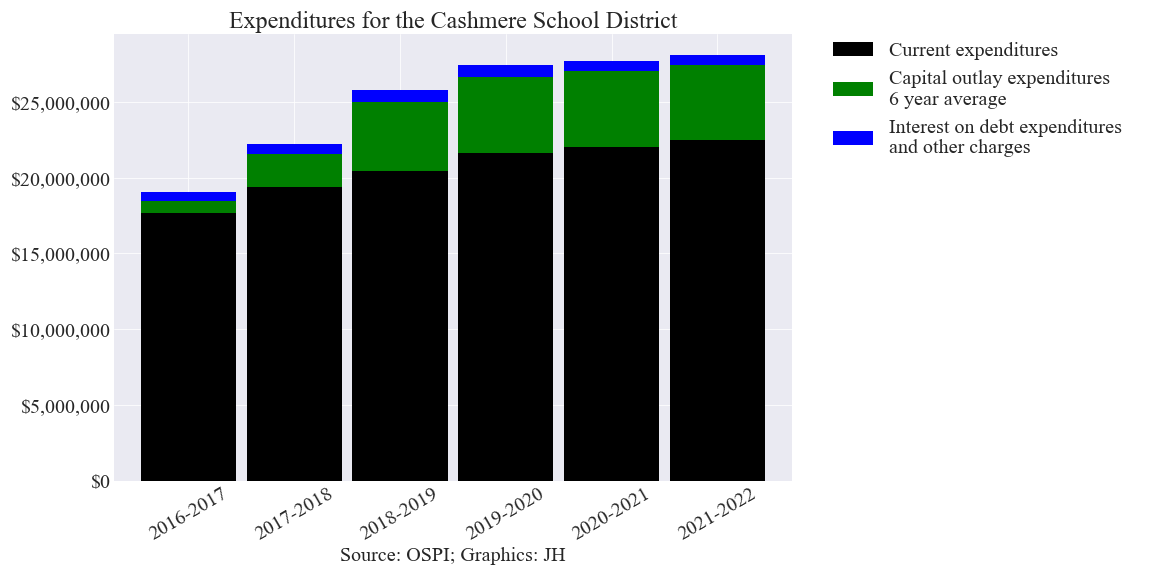 Expenditures for the Cashmere School District
Current expenditures
Capital outlay expenditures
6 year average
Interest on debt expenditures
and other charges
$25,000,000
$20,000,000
$15,000,000
$10,000,000
$5,000,000
$0
2016-2017
2017-2018
2018-2019
2019-2020
2020-2021
2021-2022
Source: OSPI; Graphics: JH